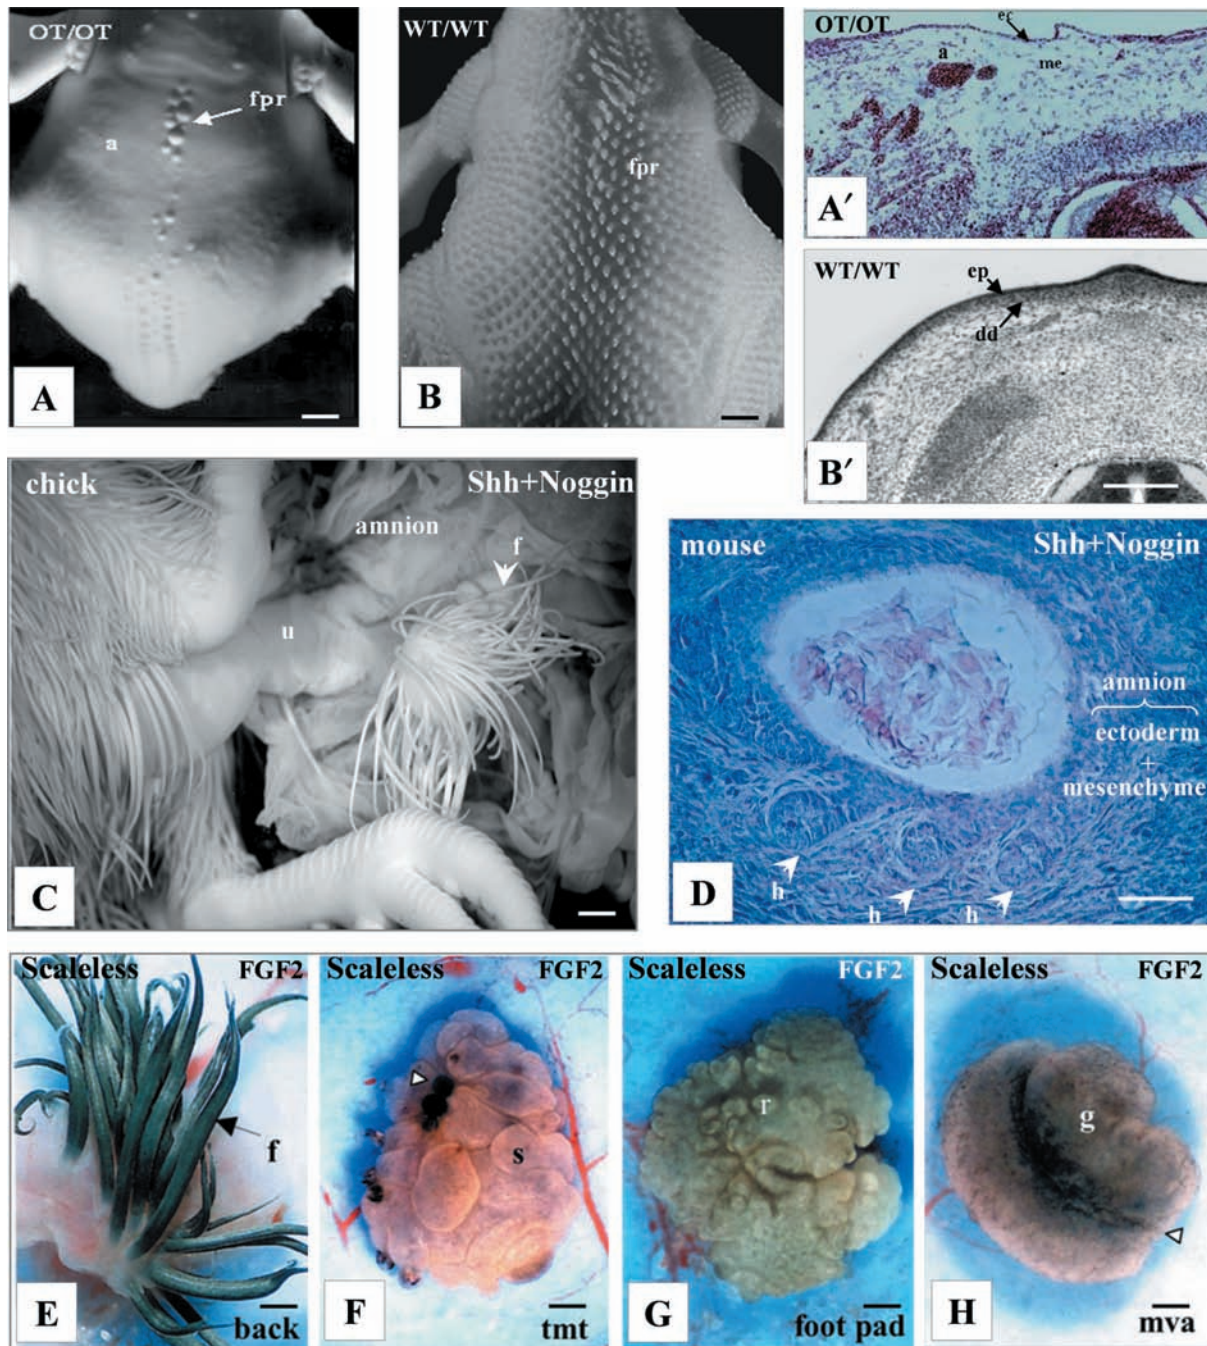 OT/OT
fpr
a
A
WT/WT
fpr
B
OT/OT
ec
a
me
A′
WT/WT
ep
dd
B′
chick
Shh+Noggin
amnion
f
u
C
mouse
Shh+Noggin
amnion
ectoderm
+
mesenchyme
h
h
h
D
Scaleless
FGF2
f
E
back
Scaleless
FGF2
s
F
tmt
Scaleless
FGF2
r
G
foot pad
Scaleless
FGF2
g
H
mva